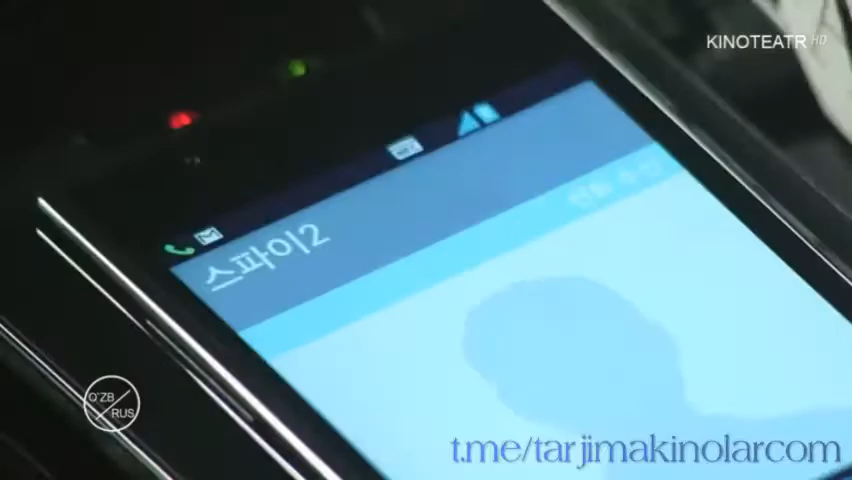 KINOTEATR HD
스파이2
O'ZB
RUS
t.me/tarjimakinolarcom